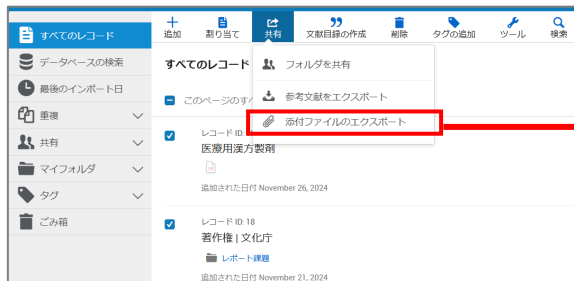 すべてのレコード
データベースの検索
最後のインポート日
重複
共有
マイフォルダ
タグ
ごみ箱
追加
割り当て
共有
文献目録の作成
削除
タグの追加
ツール
検索
すべてのレコード
フォルダを共有
参考文献をエクスポート
添付ファイルのエクスポート
このページのすべ
レコード ID:
医療用漢方製剤
追加された日付 November 26, 2024
レコード ID: 18
著作権 | 文化庁
レポート課題
追加された日付 November 21, 2024